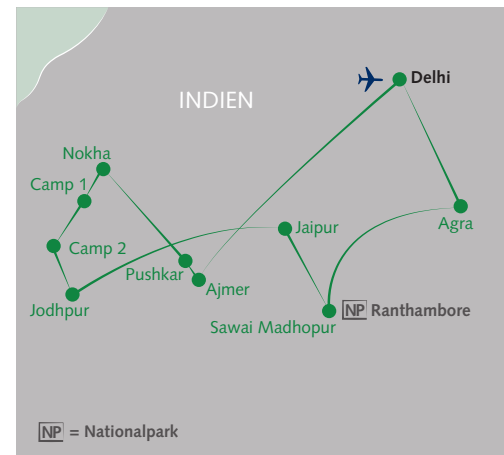 Delhi
INDIEN
Nokha
Camp 1
Agra
Jaipur
Camp 2
Pushkar
Ajmer
Jodhpur
NP Ranthambore
Sawai Madhopur
NP = Nationalpark